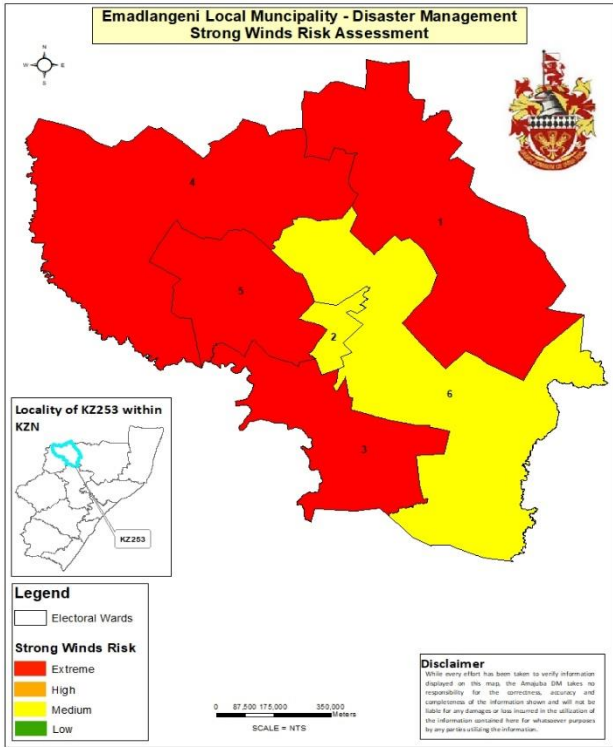 Emadlangeni Local Muncipality - Disaster Management
Strong Winds Risk Assessment
N
W
E
S
4
1
5
2
6
3
Locality of KZ253 within
KZN
KZ253
Legend
Electoral Wards
Strong Winds Risk
Extreme
High
Medium
Low
0 87,500 175,000 350,000
Meters
SCALE = NTS
Disclaimer
While every effort has been taken to verify information
displayed on this map, the Amajuba DM takes no
responsibility for the correctness, accuracy and
completeness of the information shown and will not be
liable for any damages or loss incurred in the utilization of
the information contained here for whatsoever purposes
by any parties utilizing the information.